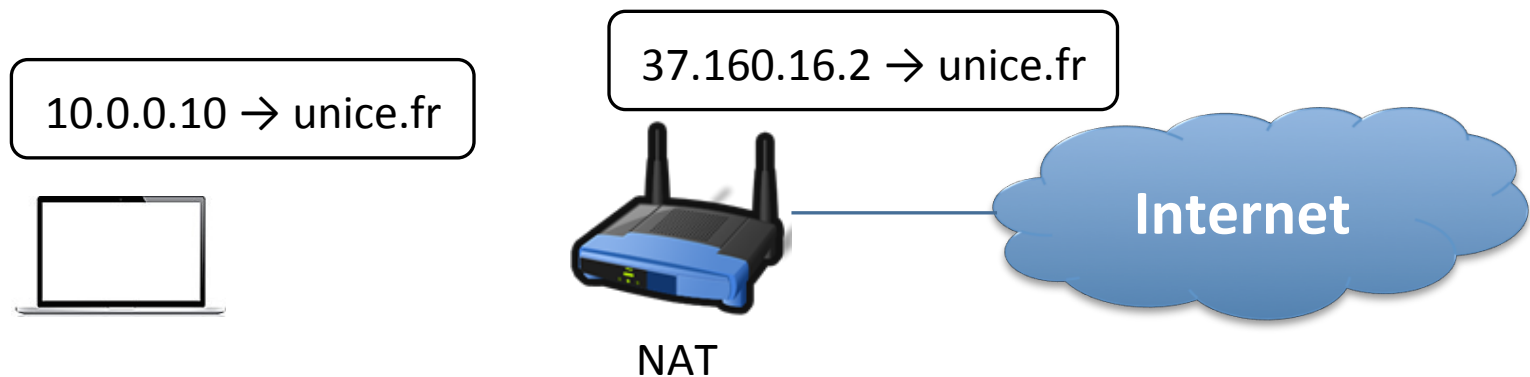 37.160.16.2 → unice.fr
10.0.0.10 → unice.fr
Internet
NAT